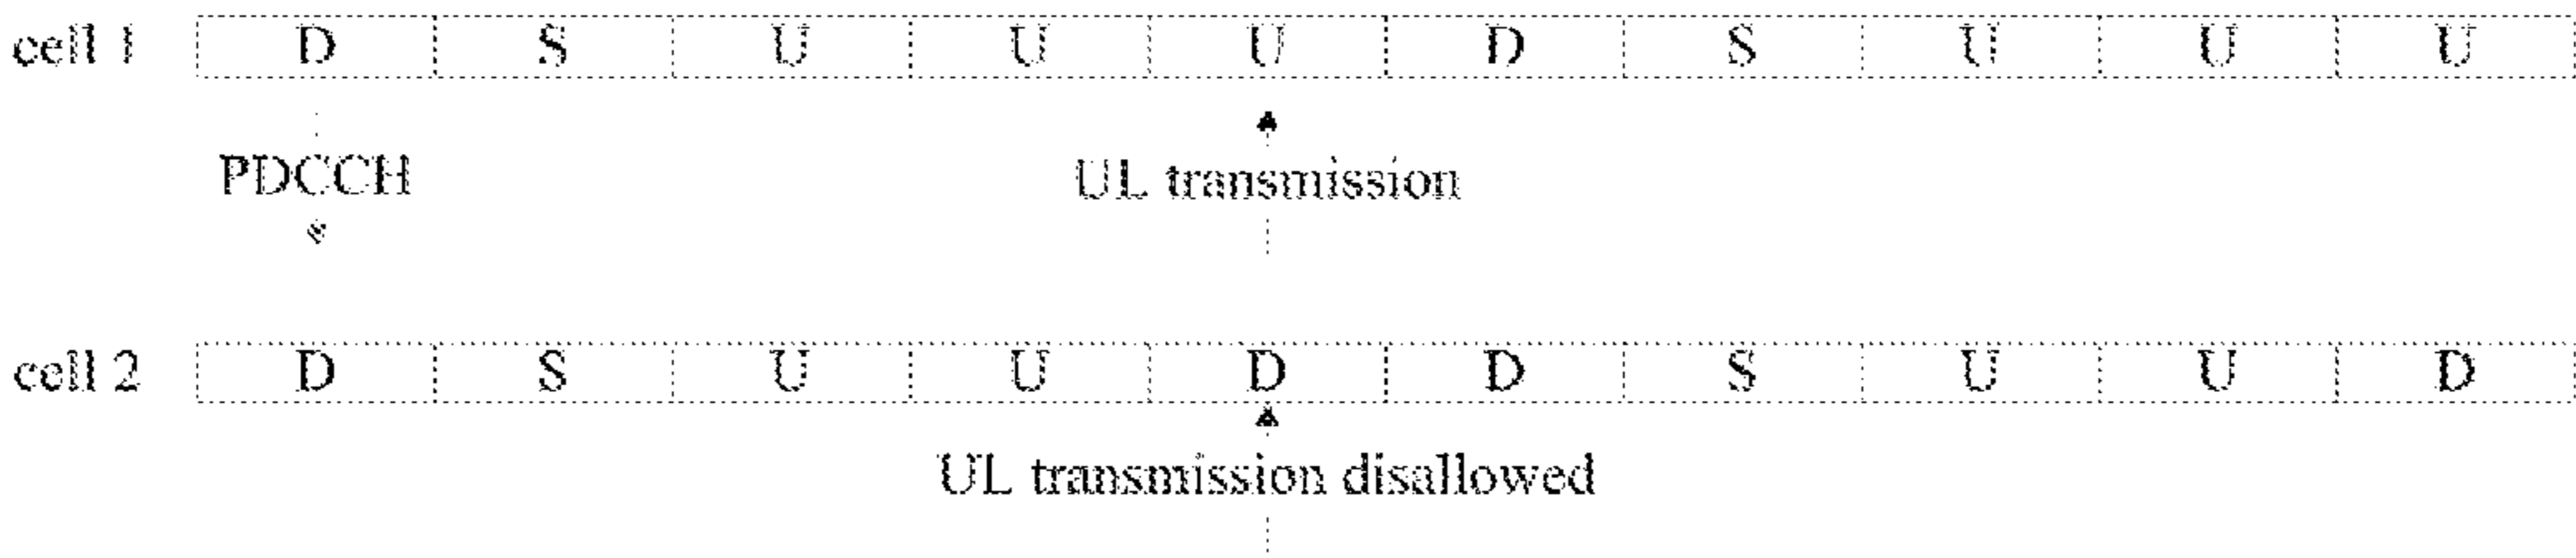 cell 1 D S U U U D S U U U
PDCCH UL transmission
cell 2 D S U U D D S U U D
UL transmission disallowed